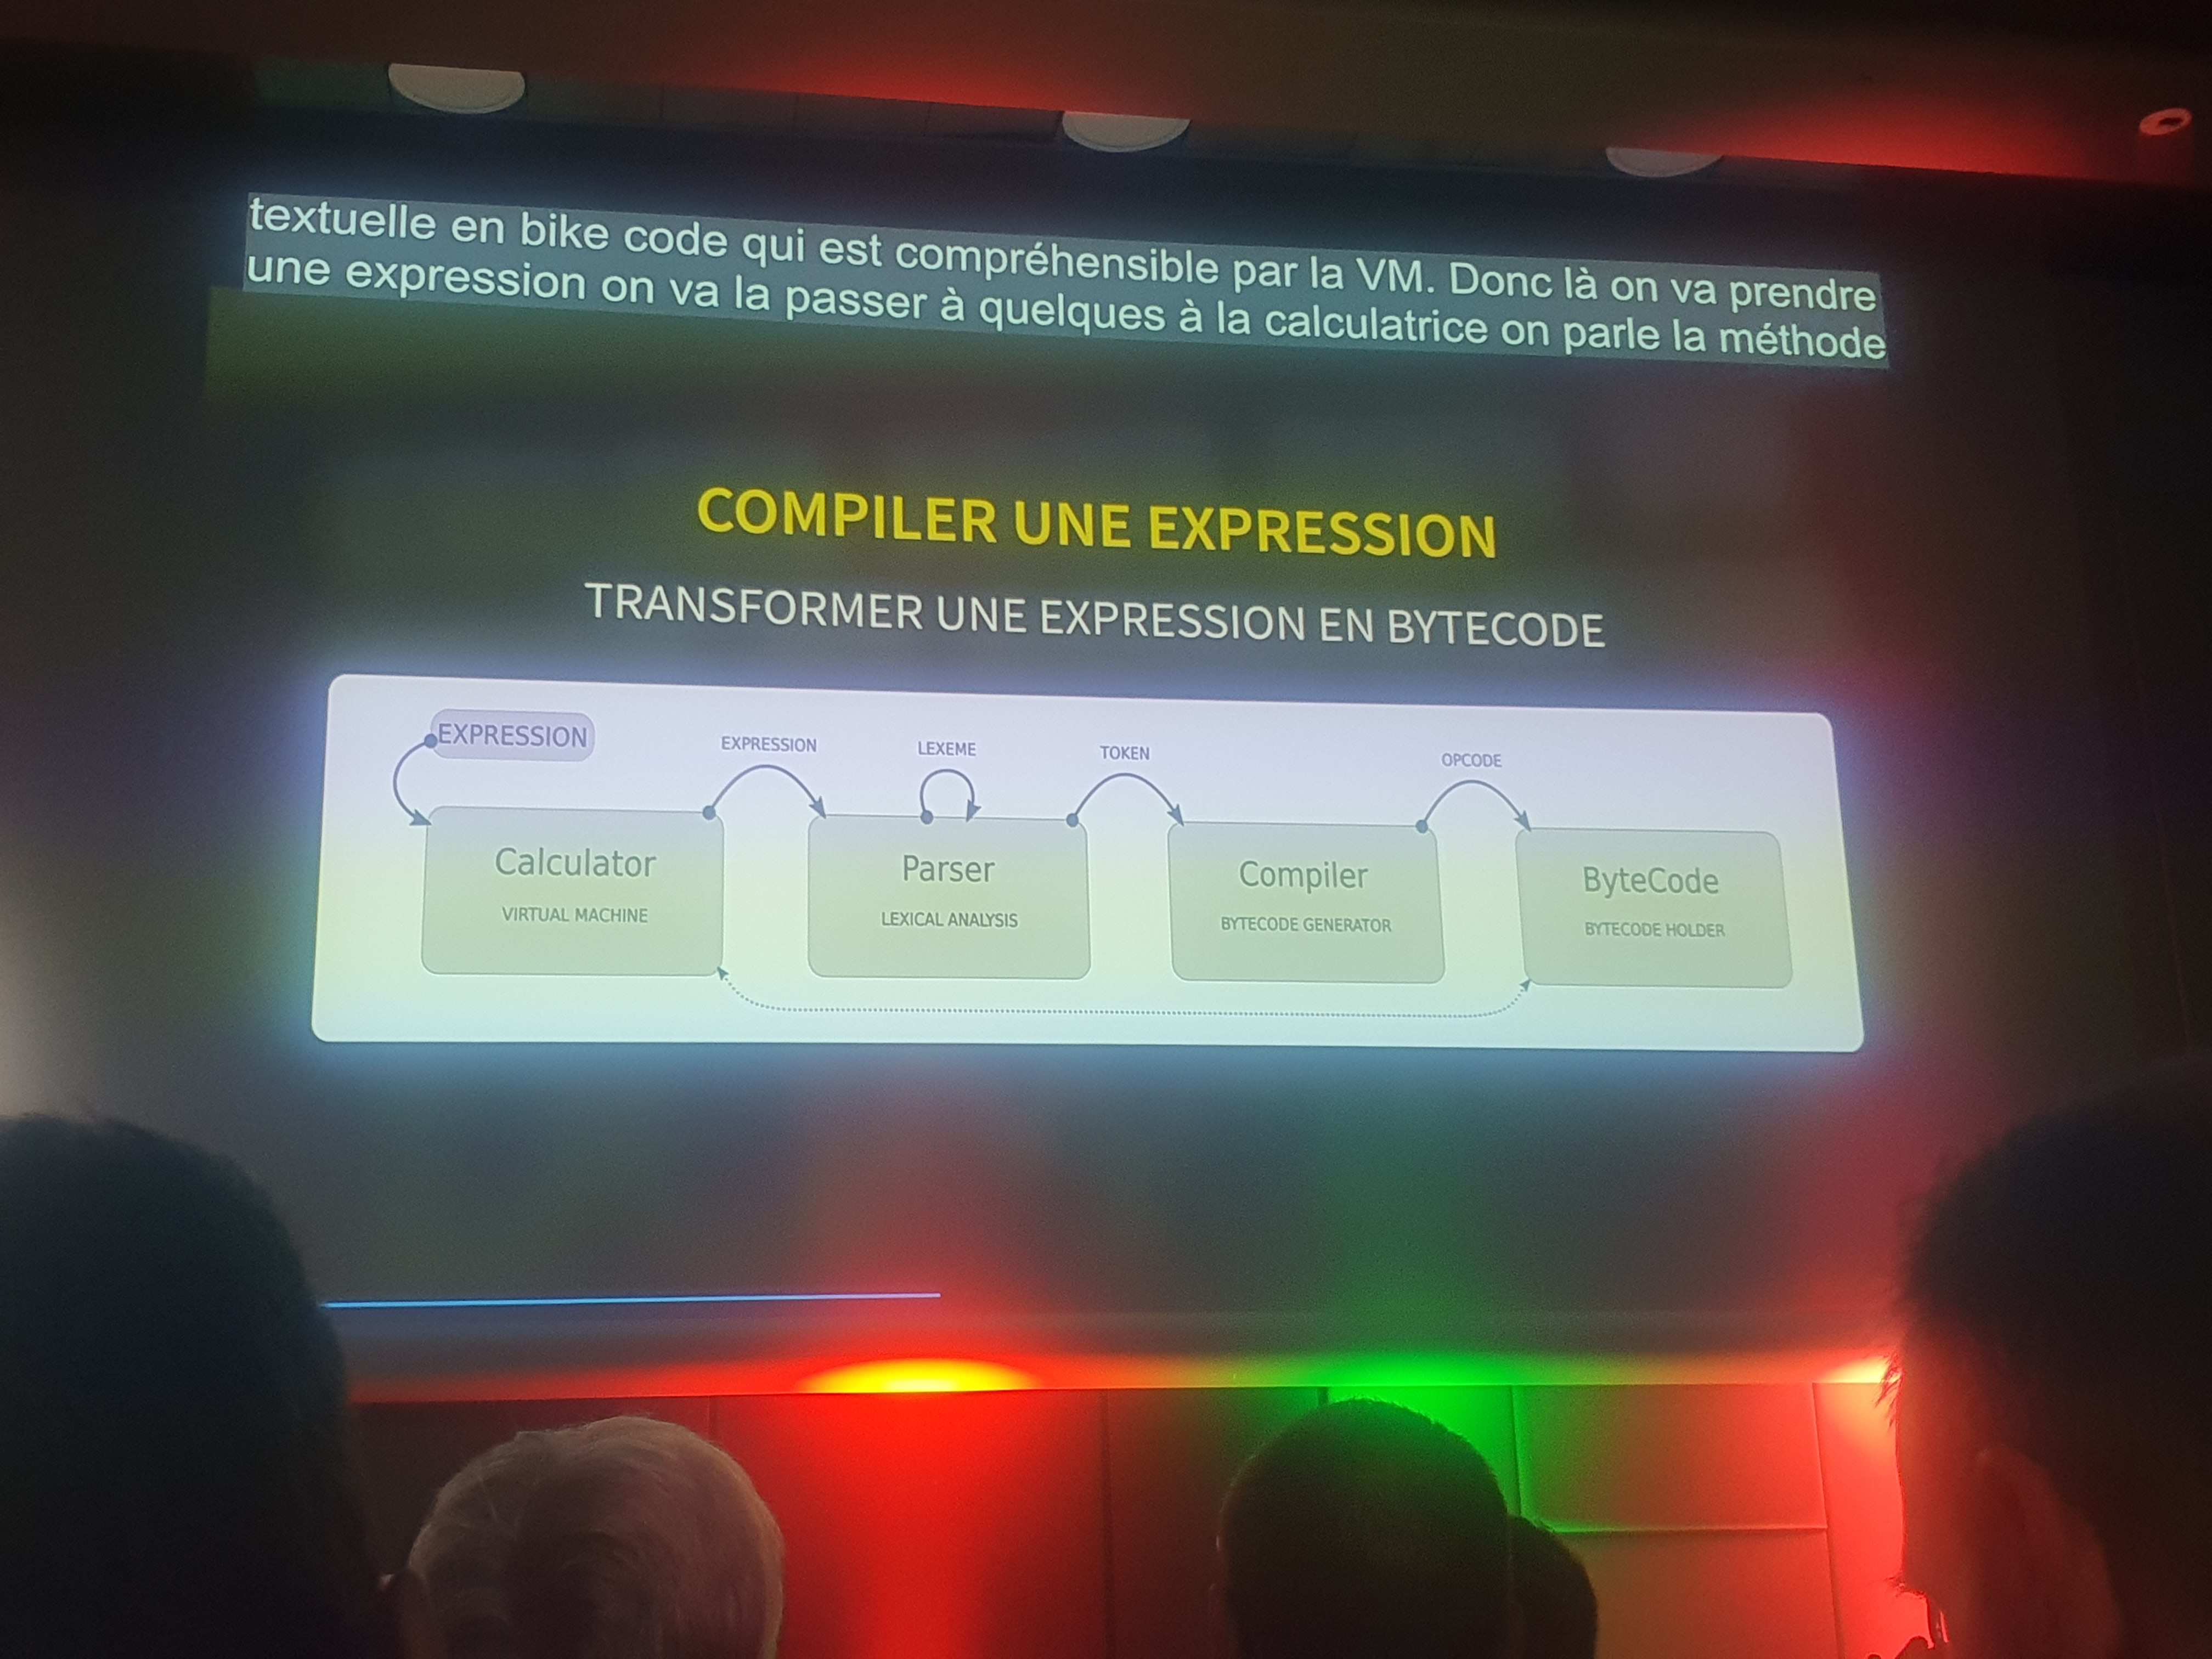 textuelle en bike code qui est compréhensible par la VM. Donc là on va prendre
une expression on va la passer à quelques à la calculatrice on parle la méthode
COMPILER UNE EXPRESSION
TRANSFORMER UNE EXPRESSION EN BYTECODE
EXPRESSION
EXPRESSION
LEXEME
TOKEN
OPCODE
Calculator
VIRTUAL MACHINE
Parser
LEXICAL ANALYSIS
Compiler
BYTECODE GENERATOR
ByteCode
BYTECODE HOLDER